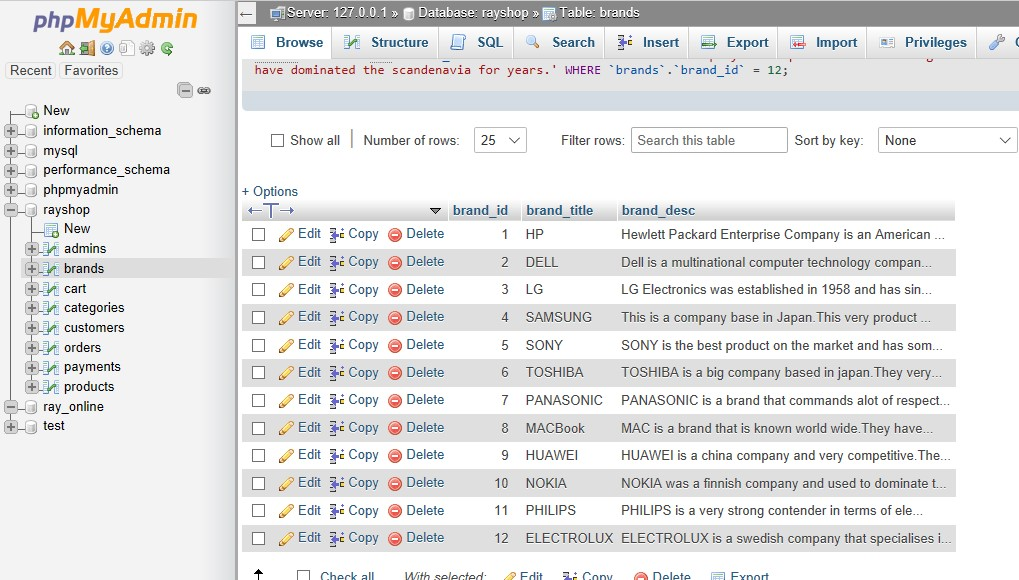 phpMyAdmin
Recent Favorites
New
information_schema
mysql
performance_schema
phpmyadmin
rayshop
New
admins
brands
cart
categories
customers
orders
payments
products
ray_online
test
Server: 127.0.0.1 » Database: rayshop » Table: brands
Browse Structure SQL Search Insert Export Import Privileges
have dominated the scandenavia for years.' WHERE `brands`.`brand_id` = 12;
Show all Number of rows: 25 Filter rows: Search this table Sort by key: None
+ Options
brand_id brand_title brand_desc
Edit Copy Delete 1 HP Hewlett Packard Enterprise Company is an American ...
Edit Copy Delete 2 DELL Dell is a multinational computer technology compan...
Edit Copy Delete 3 LG LG Electronics was established in 1958 and has sin...
Edit Copy Delete 4 SAMSUNG This is a company base in Japan.This very product ...
Edit Copy Delete 5 SONY SONY is the best product on the market and has som...
Edit Copy Delete 6 TOSHIBA TOSHIBA is a big company based in japan.They very...
Edit Copy Delete 7 PANASONIC PANASONIC is a brand that commands alot of respect...
Edit Copy Delete 8 MACBook MAC is a brand that is known world wide.They have...
Edit Copy Delete 9 HUAWEI HUAWEI is a china company and very competitive.The...
Edit Copy Delete 10 NOKIA NOKIA was a finnish company and used to dominate t...
Edit Copy Delete 11 PHILIPS PHILIPS is a very strong contender in terms of ele...
Edit Copy Delete 12 ELECTROLUX ELECTROLUX is a swedish company that specialises i...
Check all With selected: Edit Copy Delete Export